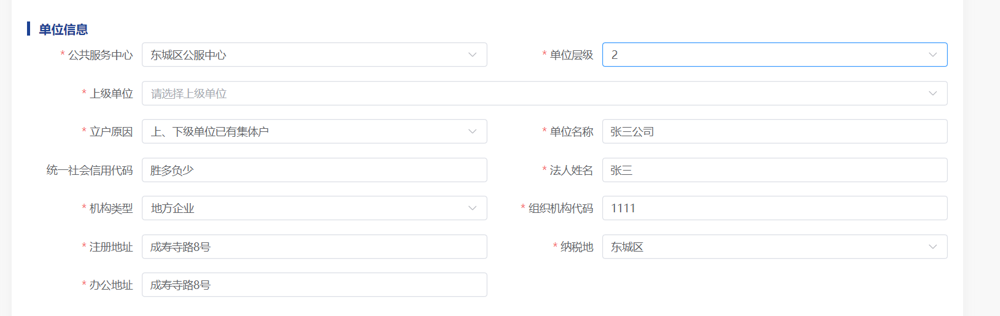 单位信息
* 公共服务中心 东城区公服中心 * 单位层级 2
* 上级单位 请选择上级单位
* 立户原因 上、下级单位已有集体户 * 单位名称 张三公司
统一社会信用代码 胜多负少 * 法人姓名 张三
* 机构类型 地方企业 * 组织机构代码 1111
* 注册地址 成寿寺路8号 * 纳税地 东城区
* 办公地址 成寿寺路8号